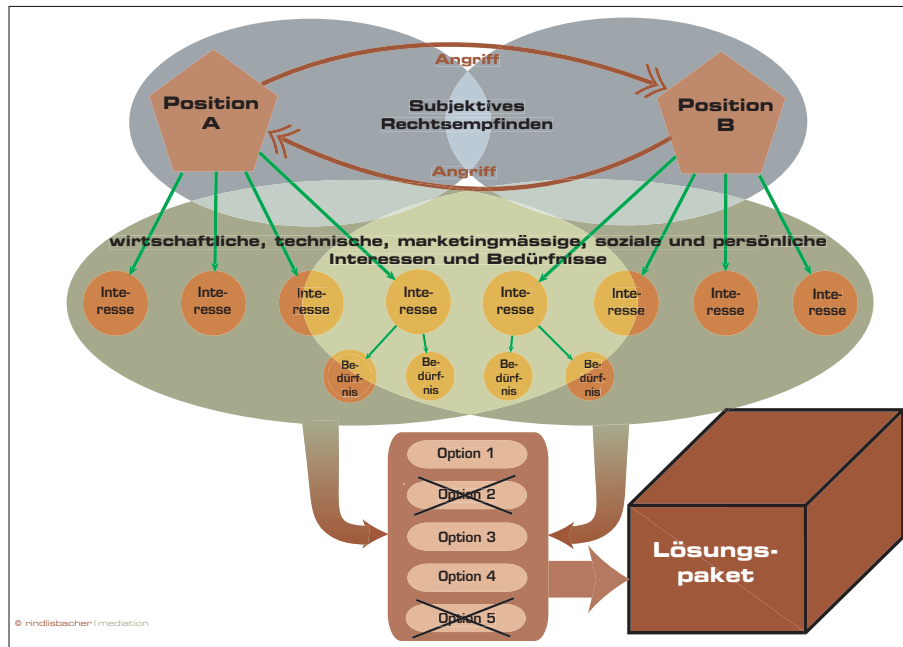 Angriff
Position
A
Position
B
Subjektives
Rechtsempfinden
Angriff
wirtschaftliche, technische, marketingmässige, soziale und persönliche
Interessen und Bedürfnisse
Inte-
resse
Inte-
resse
Inte-
resse
Inte-
resse
Inte-
resse
Inte-
resse
Inte-
resse
Inte-
resse
Be-
dürf-
nis
Be-
dürf-
nis
Be-
dürf-
nis
Be-
dürf-
nis
Option 1
Option 2
Option 3
Option 4
Option 5
Lösungs-
paket
© rindlisbacher | mediation